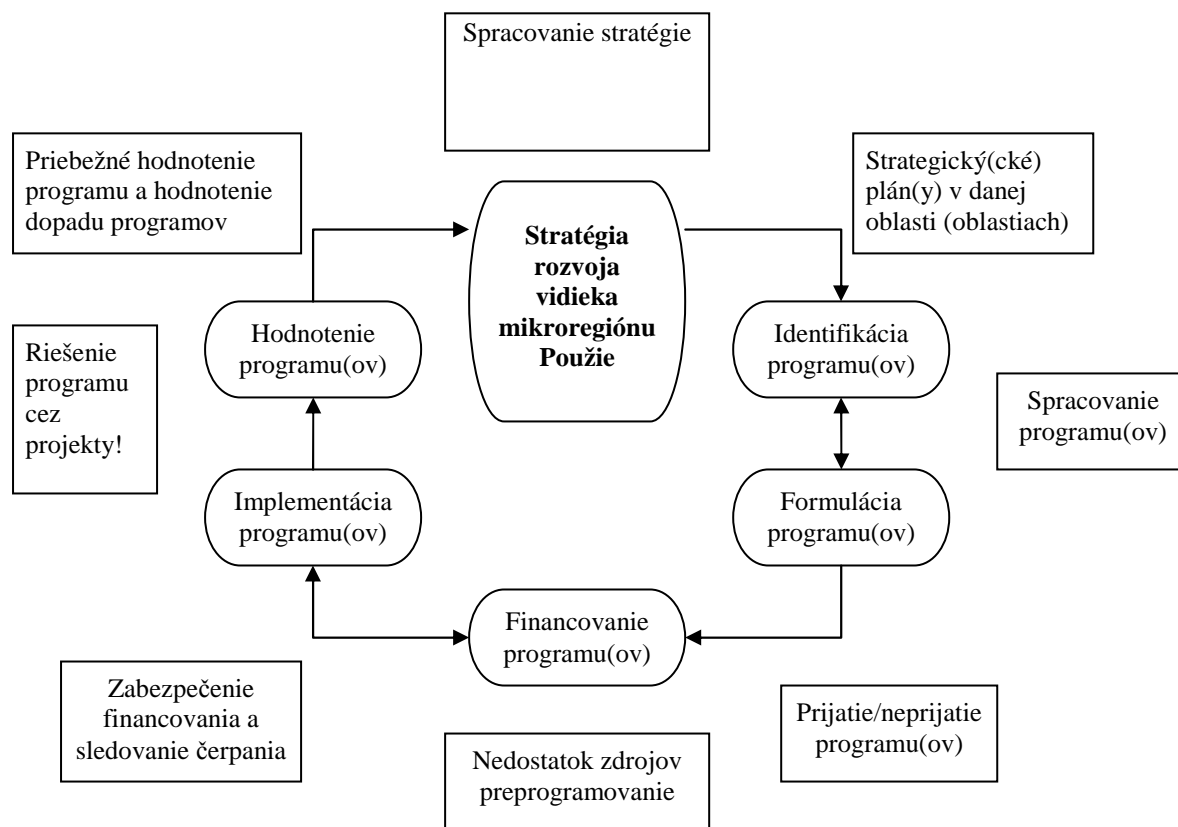 Spracovanie stratégie
Priebežné hodnotenie
programu a hodnotenie
dopadu programov
Strategický(cké)
plán(y) v danej
oblasti (oblastiach)
Stratégia
rozvoja
vidieka
mikroregiónu
Použie
Hodnotenie
programu(ov)
Identifikácia
programu(ov)
Riešenie
programu
cez
projekty!
Spracovanie
programu(ov)
Implementácia
programu(ov)
Formulácia
programu(ov)
Financovanie
programu(ov)
Zabezpečenie
financovania a
sledovanie čerpania
Prijatie/neprijatie
programu(ov)
Nedostatok zdrojov
preprogramovanie